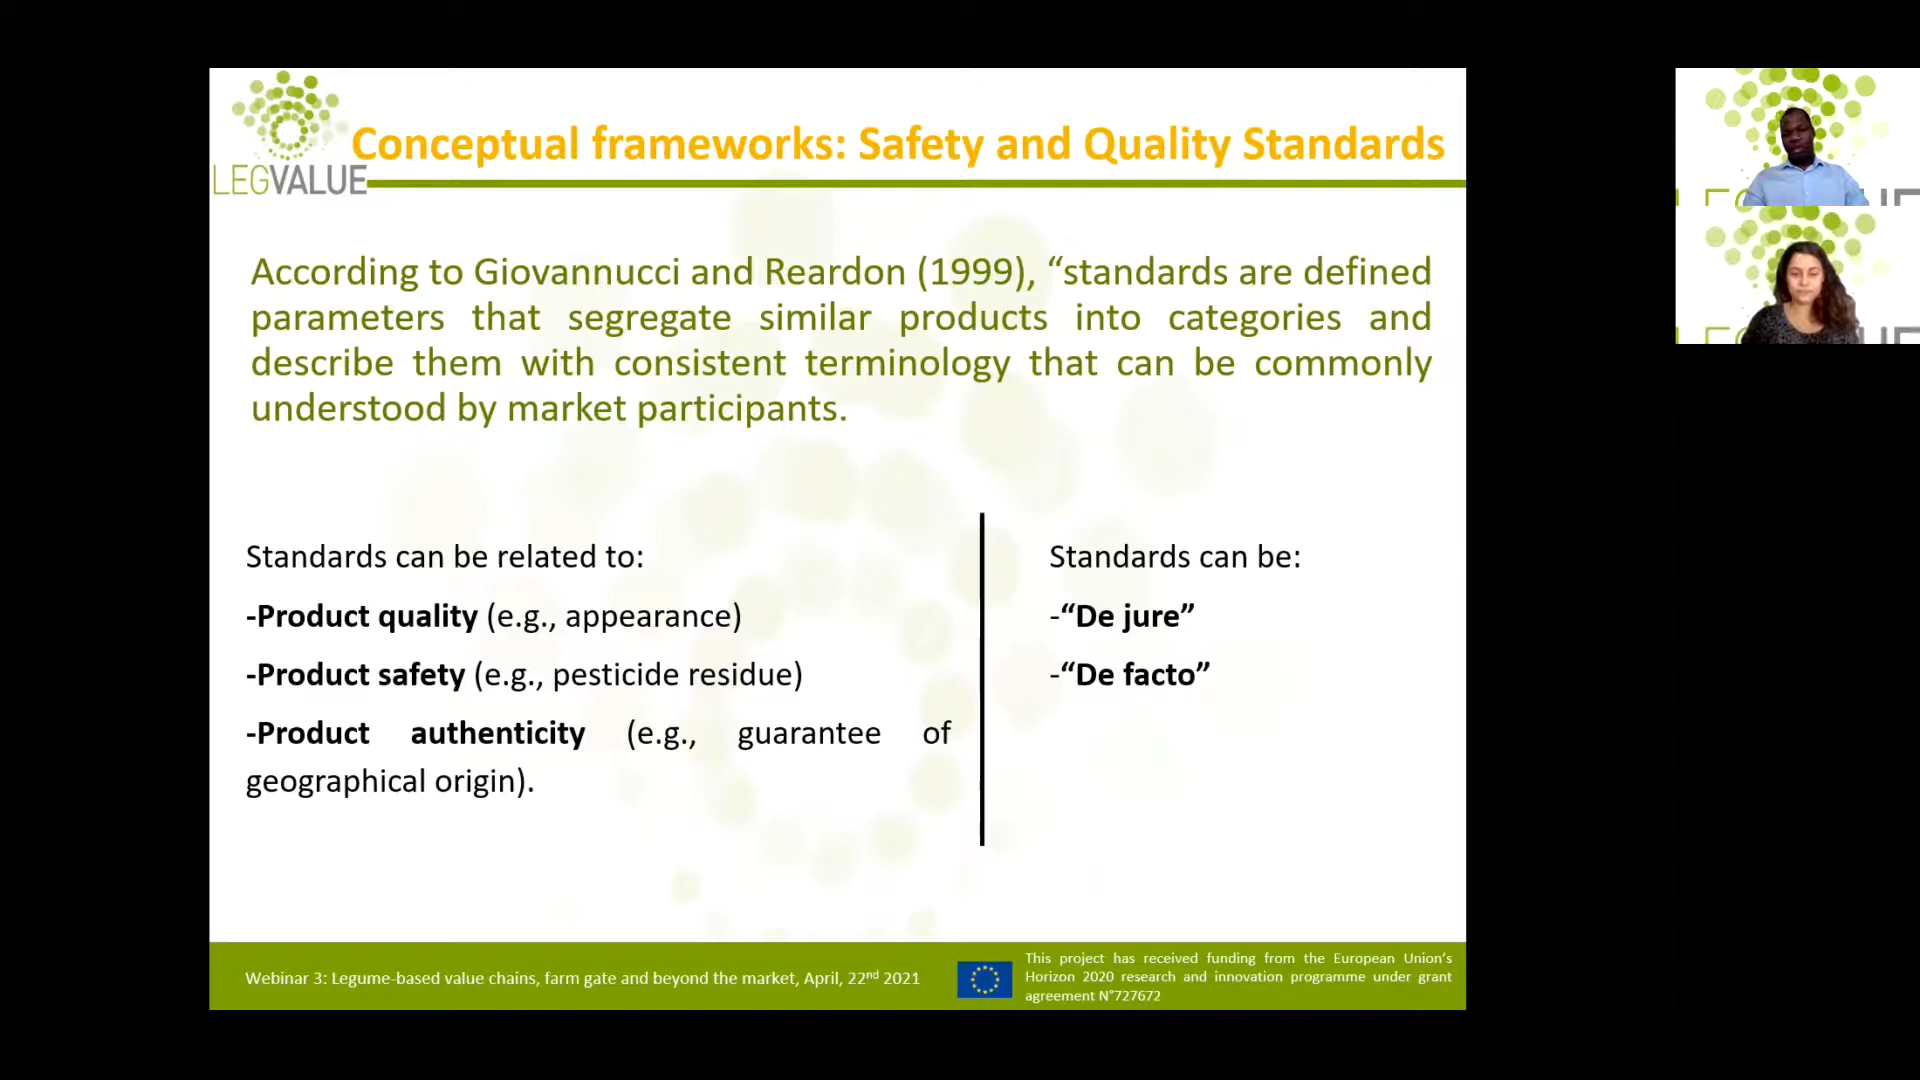 Conceptual frameworks: Safety and Quality Standards
LEGVALUE
According to Giovannucci and Reardon (1999), “standards are defined
parameters that segregate similar products into categories and
describe them with consistent terminology that can be commonly
understood by market participants.
Standards can be related to:
-Product quality (e.g., appearance)
-Product safety (e.g., pesticide residue)
-Product authenticity (e.g., guarantee of
geographical origin).
Standards can be:
-“De jure”
-“De facto”
Webinar 3: Legume-based value chains, farm gate and beyond the market, April, 22nd 2021
This project has received funding from the European Union’s
Horizon 2020 research and innovation programme under grant
agreement N°727672